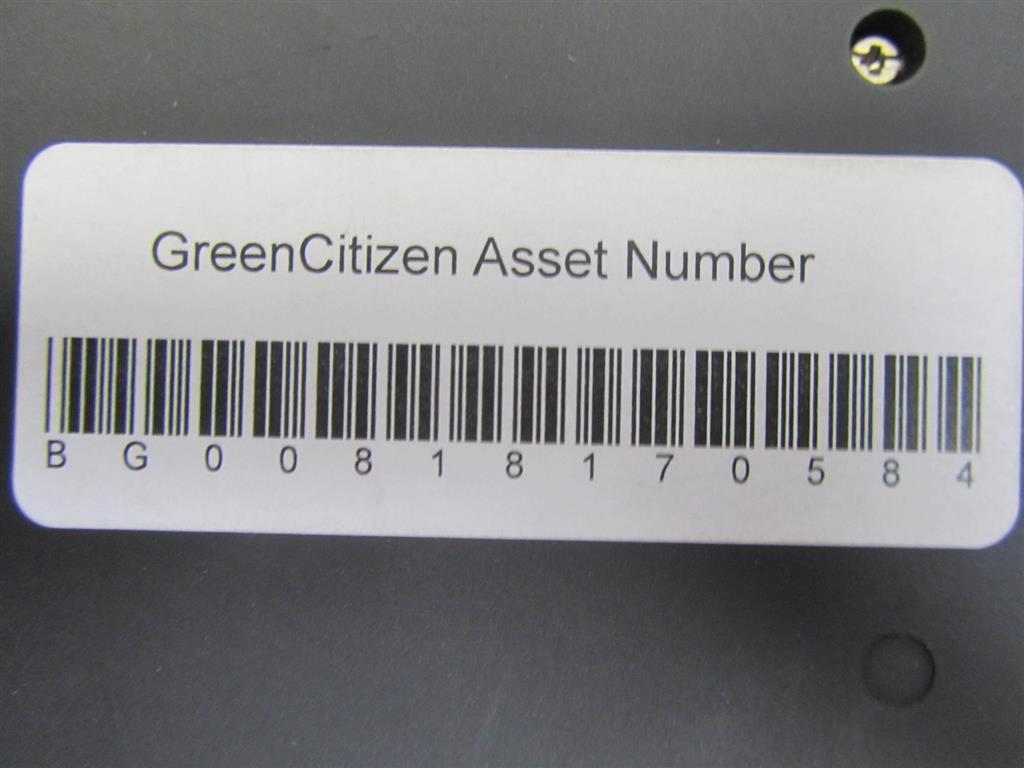 GreenCitizen Asset Number
B G 0 0 8 1 8 1 7 0 5 8 4